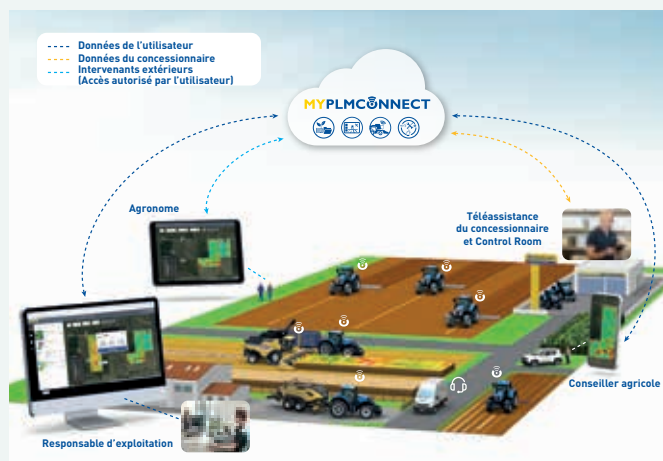 Données de l'utilisateur
Données du concessionnaire
Intervenants extérieurs
(Accès autorisé par l'utilisateur)
MYPLMCONNECT
Agronome
Téléassistance
du concessionnaire
et Control Room
Conseiller agricole
Responsable d'exploitation